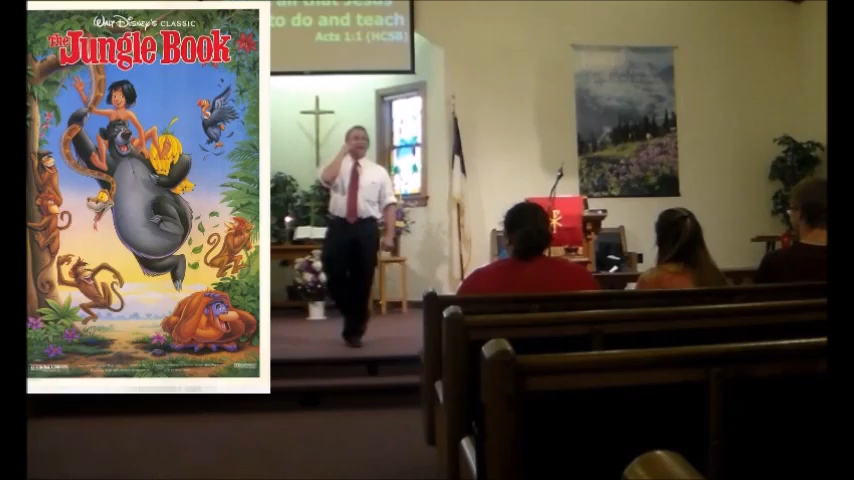 WALT DISNEY'S CLASSIC
The Jungle Book
all that Jesus
to do and teach
Acts 1:1 (HCSB)